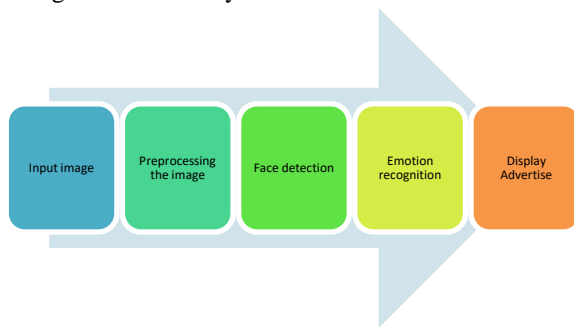 Input image
Preprocessing
the image
Face detection
Emotion
recognition
Display
Advertise